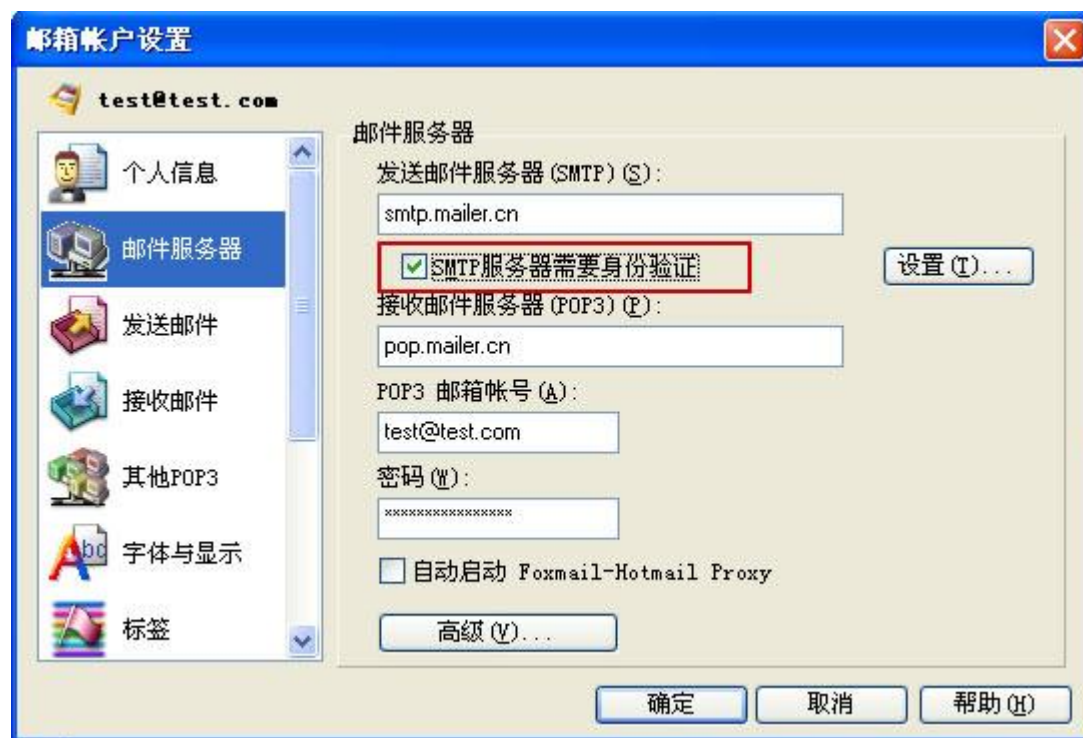 邮箱帐户设置
test@test.com
个人信息
邮件服务器
发送邮件
接收邮件
其他POP3
Abc
字体与显示
标签
邮件服务器
发送邮件服务器(SMTP)(S):
smtp.mailer.cn
SMTP服务器需要身份验证
设置(T)...
接收邮件服务器(POP3)(P):
pop.mailer.cn
POP3 邮箱帐号(A):
test@test.com
密码(W):
****************
自动启动 Foxmail-Hotmail Proxy
高级(V)...
确定
取消
帮助(H)